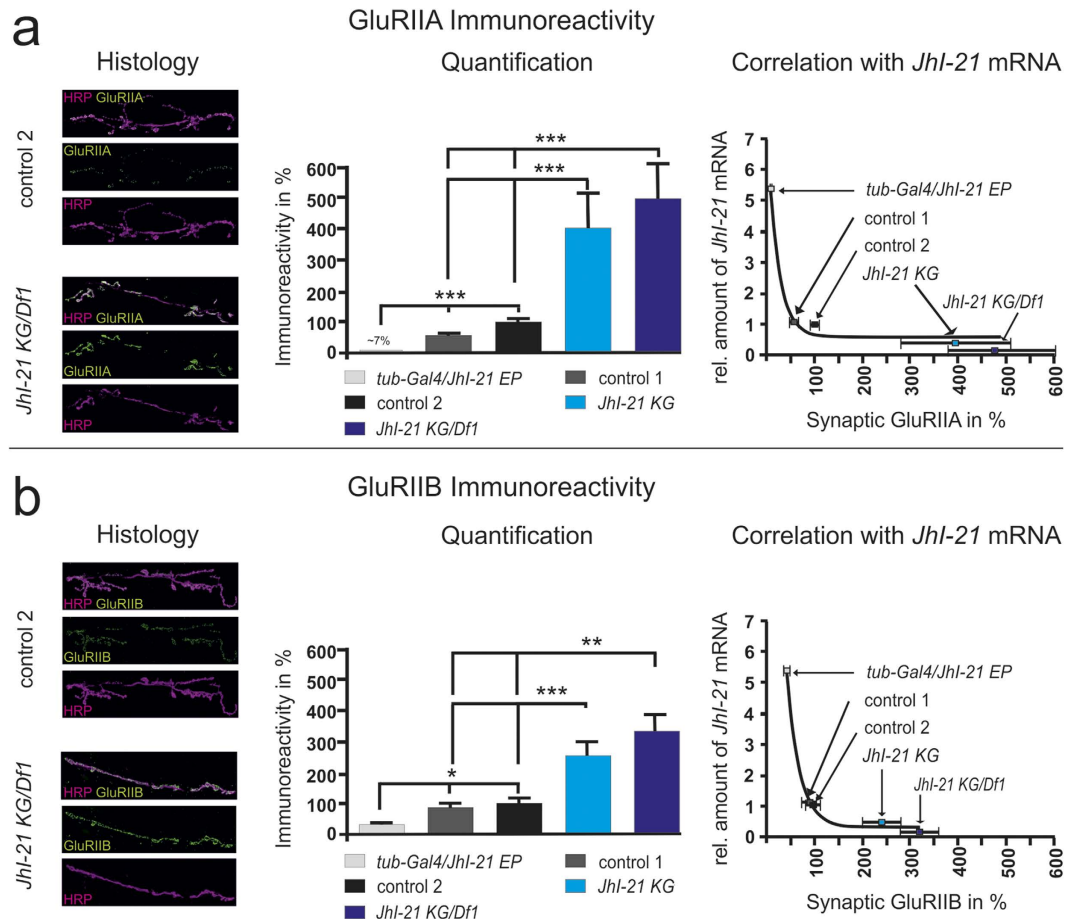 a
GluRIIA Immunoreactivity
Histology
Quantification
Correlation with JhI-21 mRNA
control 2
HRP GluRIIA
GluRIIA
HRP
JhI-21 KG/Df1
HRP GluRIIA
GluRIIA
HRP
Immunoreactivity in %
600
500
400
300
200
100
0
***
***
***
~7%
tub-Gal4/JhI-21 EP
control 1
control 2
JhI-21 KG
JhI-21 KG/Df1
rel. amount of JhI-21 mRNA
7
6
5
4
3
2
1
0
tub-Gal4/JhI-21 EP
control 1
control 2
JhI-21 KG
JhI-21 KG/Df1
100
200
300
400
500
600
Synaptic GluRIIA in %
b
GluRIIB Immunoreactivity
Histology
Quantification
Correlation with JhI-21 mRNA
control 2
HRP GluRIIB
GluRIIB
HRP
JhI-21 KG/Df1
HRP GluRIIB
GluRIIB
HRP
Immunoreactivity in %
600
500
400
300
200
100
0
**
***
*
tub-Gal4/JhI-21 EP
control 1
control 2
JhI-21 KG
JhI-21 KG/Df1
rel. amount of JhI-21 mRNA
7
6
5
4
3
2
1
0
tub-Gal4/JhI-21 EP
control 1
control 2
JhI-21 KG
JhI-21 KG/Df1
100
200
300
400
500
600
Synaptic GluRIIB in %